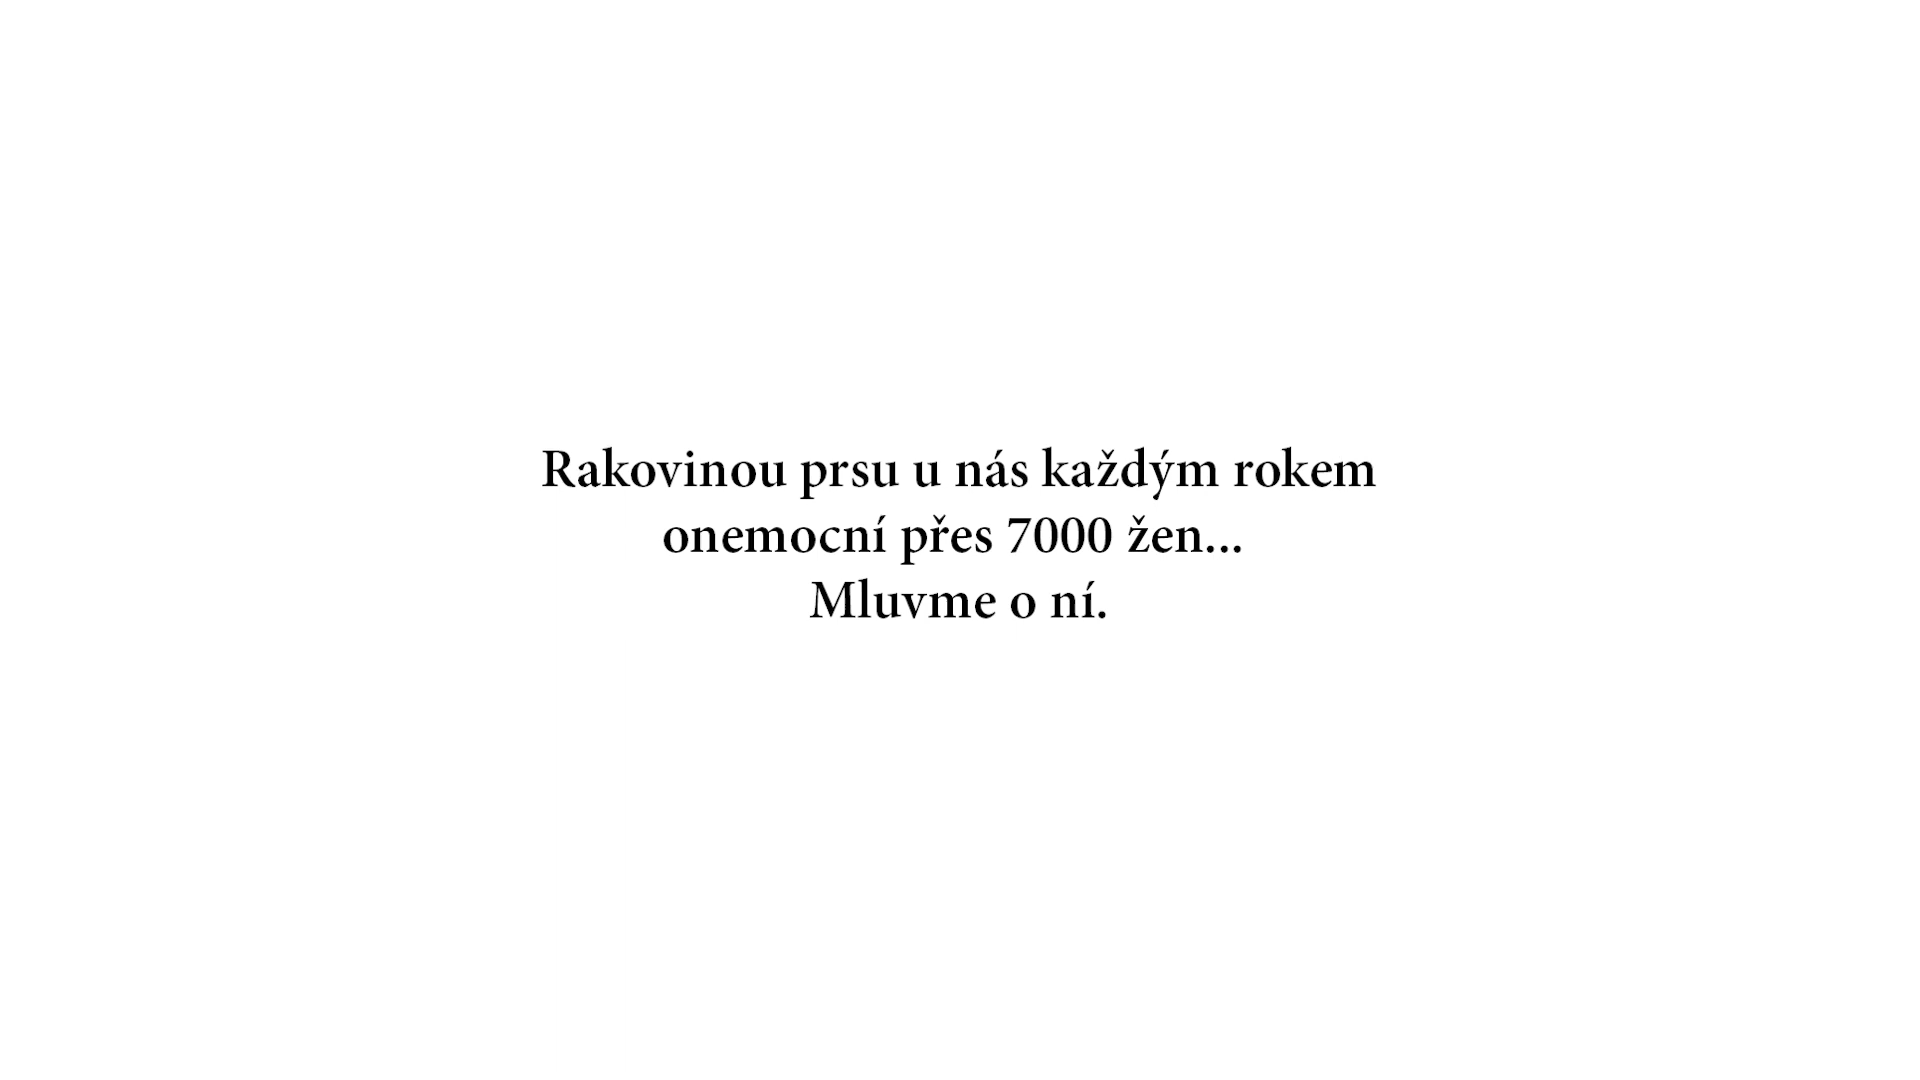 Rakovinou prsu u nás každým rokem
onemocní přes 7000 žen...
Mluvme o ní.